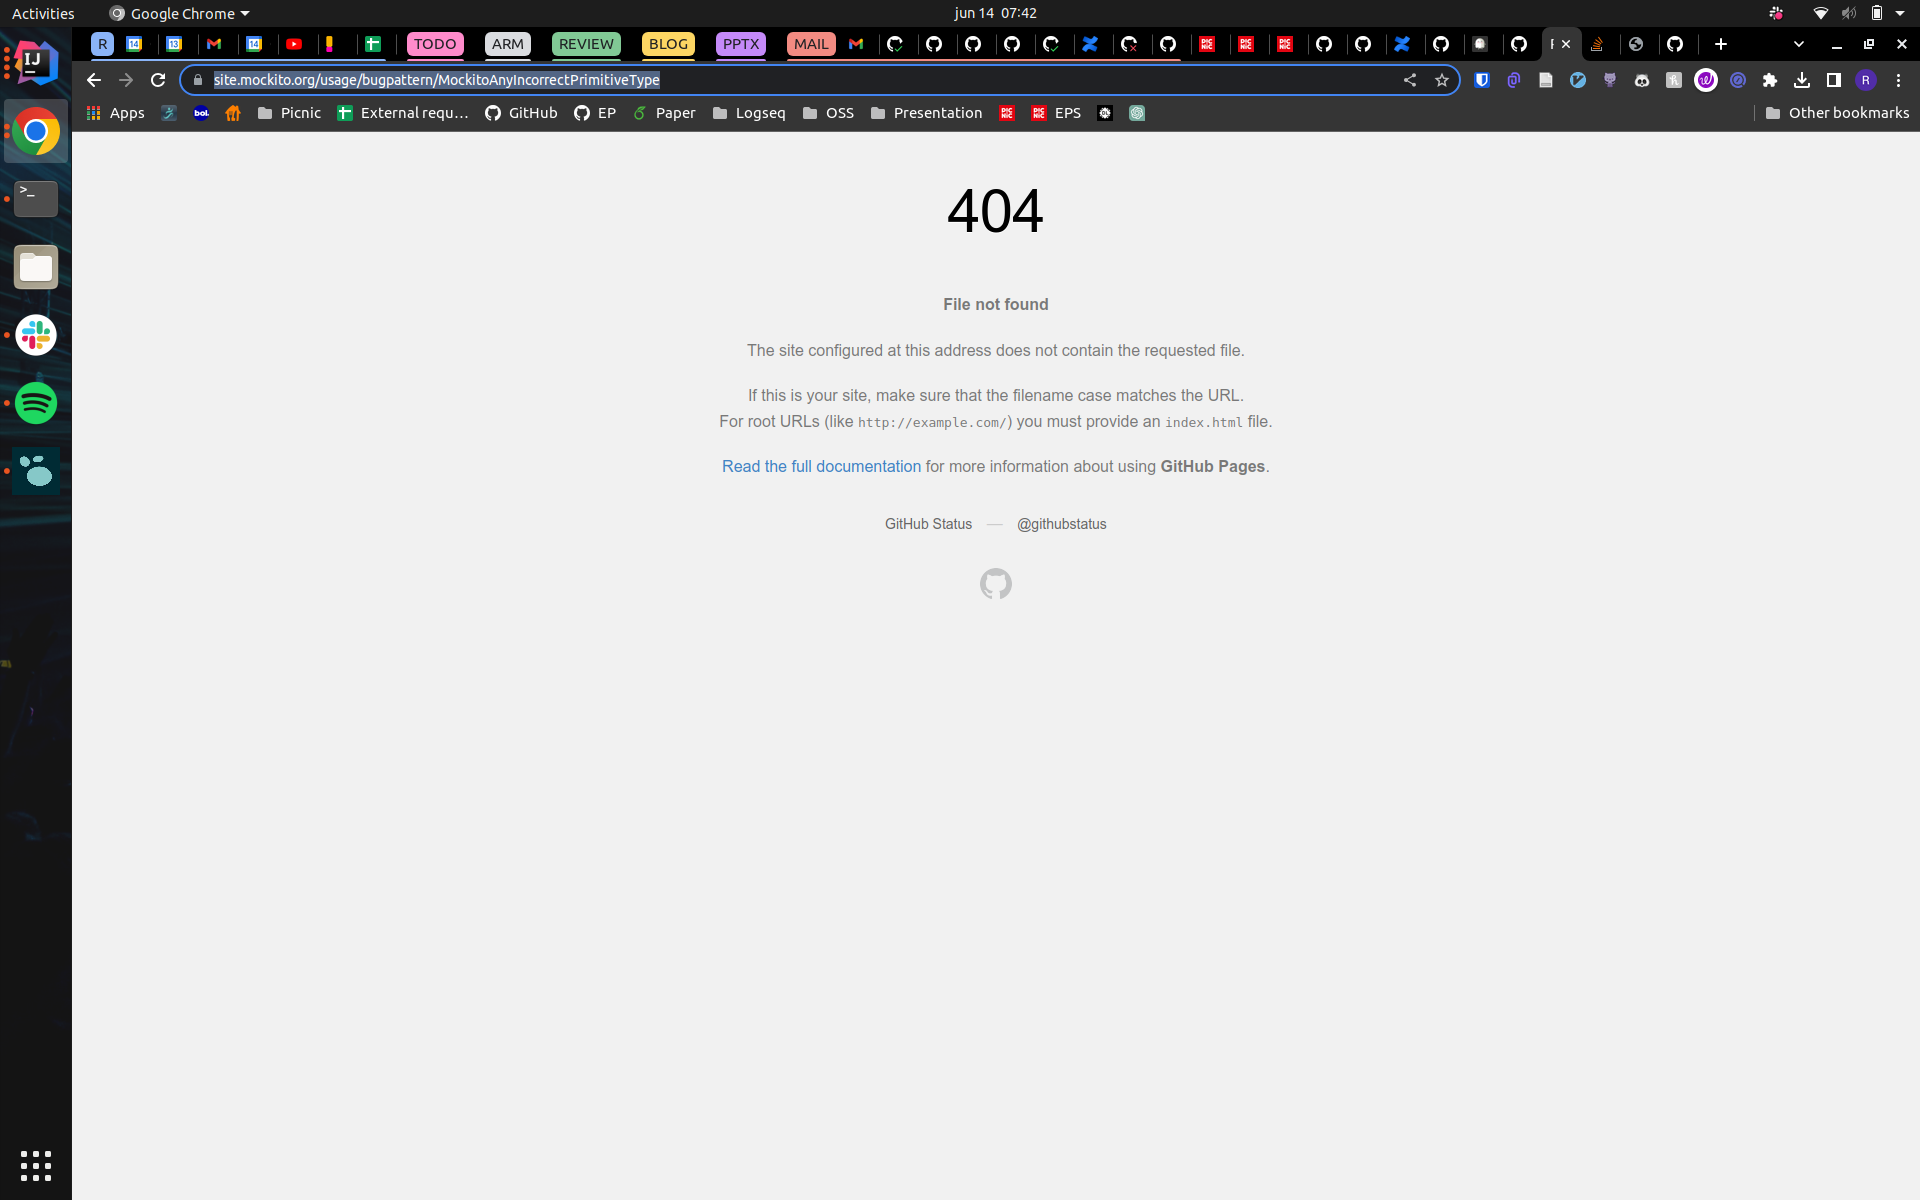 Activities
Google Chrome
jun 14 07:42
R
14
13
14
TODO
ARM
REVIEW
BLOG
PPTX
MAIL
site.mockito.org/usage/bugpattern/MockitoAnyIncorrectPrimitiveType
R
Apps
bol.
Picnic
External requ...
GitHub
EP
Paper
Logseq
OSS
Presentation
EPS
Other bookmarks
404
File not found
The site configured at this address does not contain the requested file.
If this is your site, make sure that the filename case matches the URL.
For root URLs (like http://example.com/) you must provide an index.html file.
Read the full documentation for more information about using GitHub Pages.
GitHub Status — @githubstatus
IJ
>_